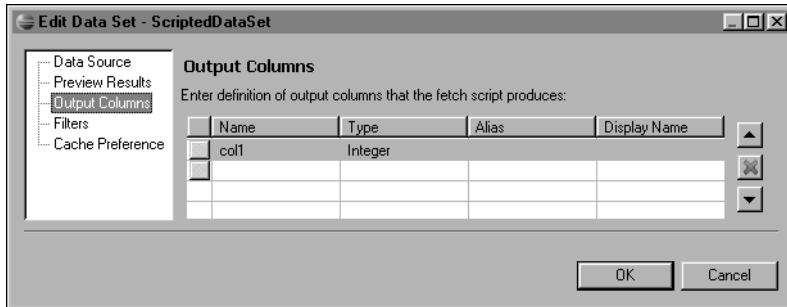 Edit Data Set - ScriptedDataSet
Data Source
Preview Results
Output Columns
Filters
Cache Preference
Output Columns
Enter definition of output columns that the fetch script produces:
Name Type Alias Display Name
col1 Integer
OK Cancel